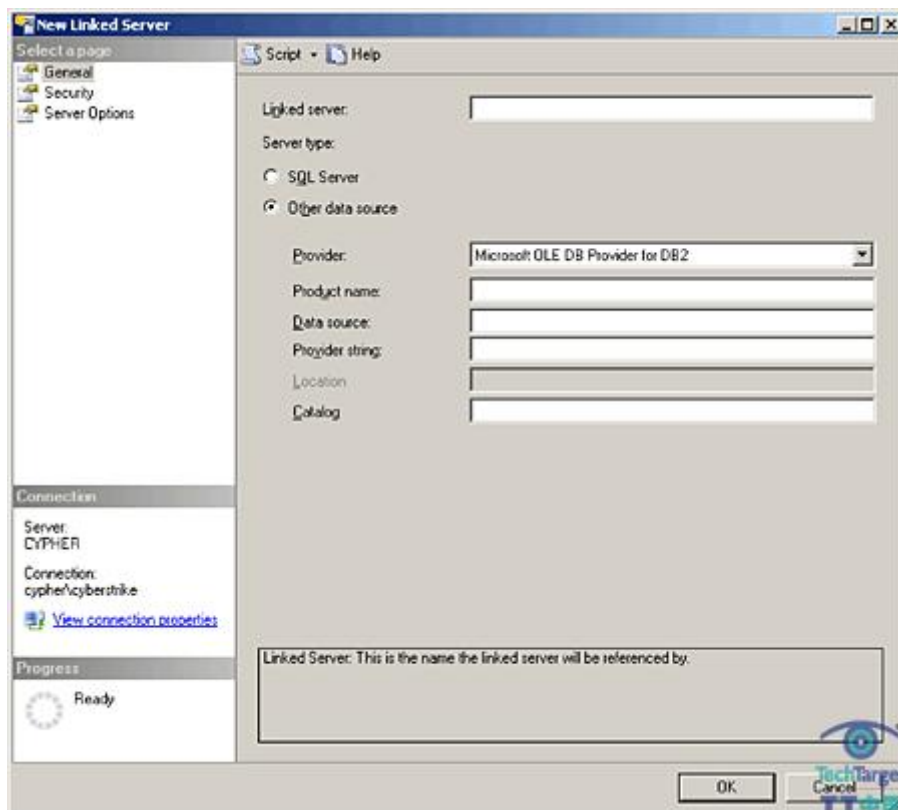 New Linked Server
Select a page
General
Security
Server Options
Script Help
Linked server:
Server type:
SQL Server
Other data source
Provider: Microsoft OLE DB Provider for DB2
Product name:
Data source:
Provider string:
Location
Catalog
Connection
Server:
CYPHER
Connection:
cypher\cyberstrike
View connection properties
Progress
Ready
Linked Server: This is the name the linked server will be referenced by.
OK Cancel
TechTarge